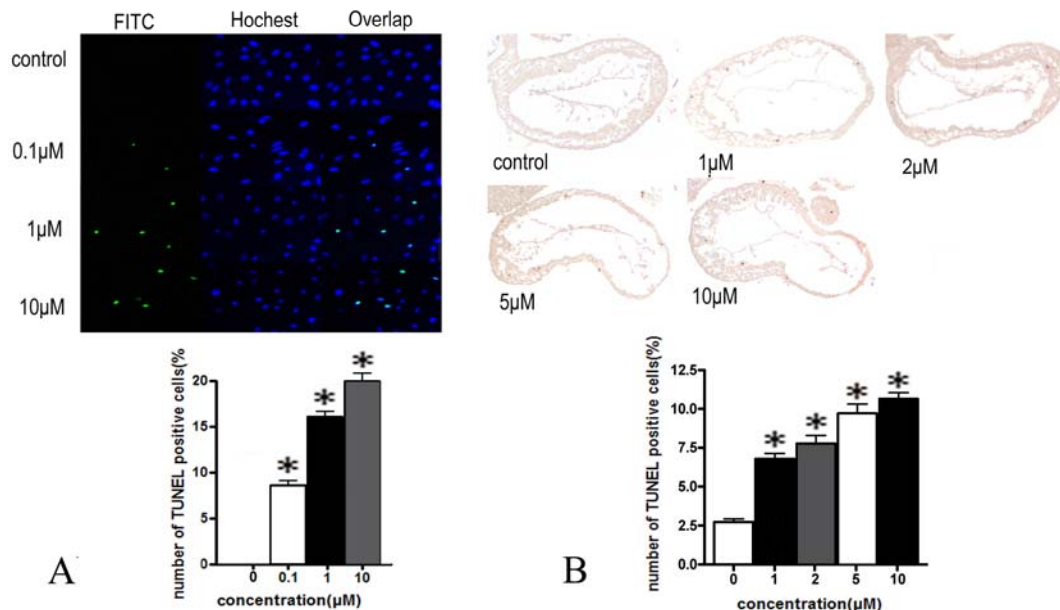 FITC Hochest Overlap
control
0.1µM
1µM
10µM
control
1µM
2µM
5µM
10µM
number of TUNEL positive cells(%
20
15
10
5
0
* * *
0 0.1 1 10
concentration(µM)
A
number of TUNEL positive cells(%)
12.5
10.0
7.5
5.0
2.5
0.0
* * * *
0 1 2 5 10
concentration(µM)
B